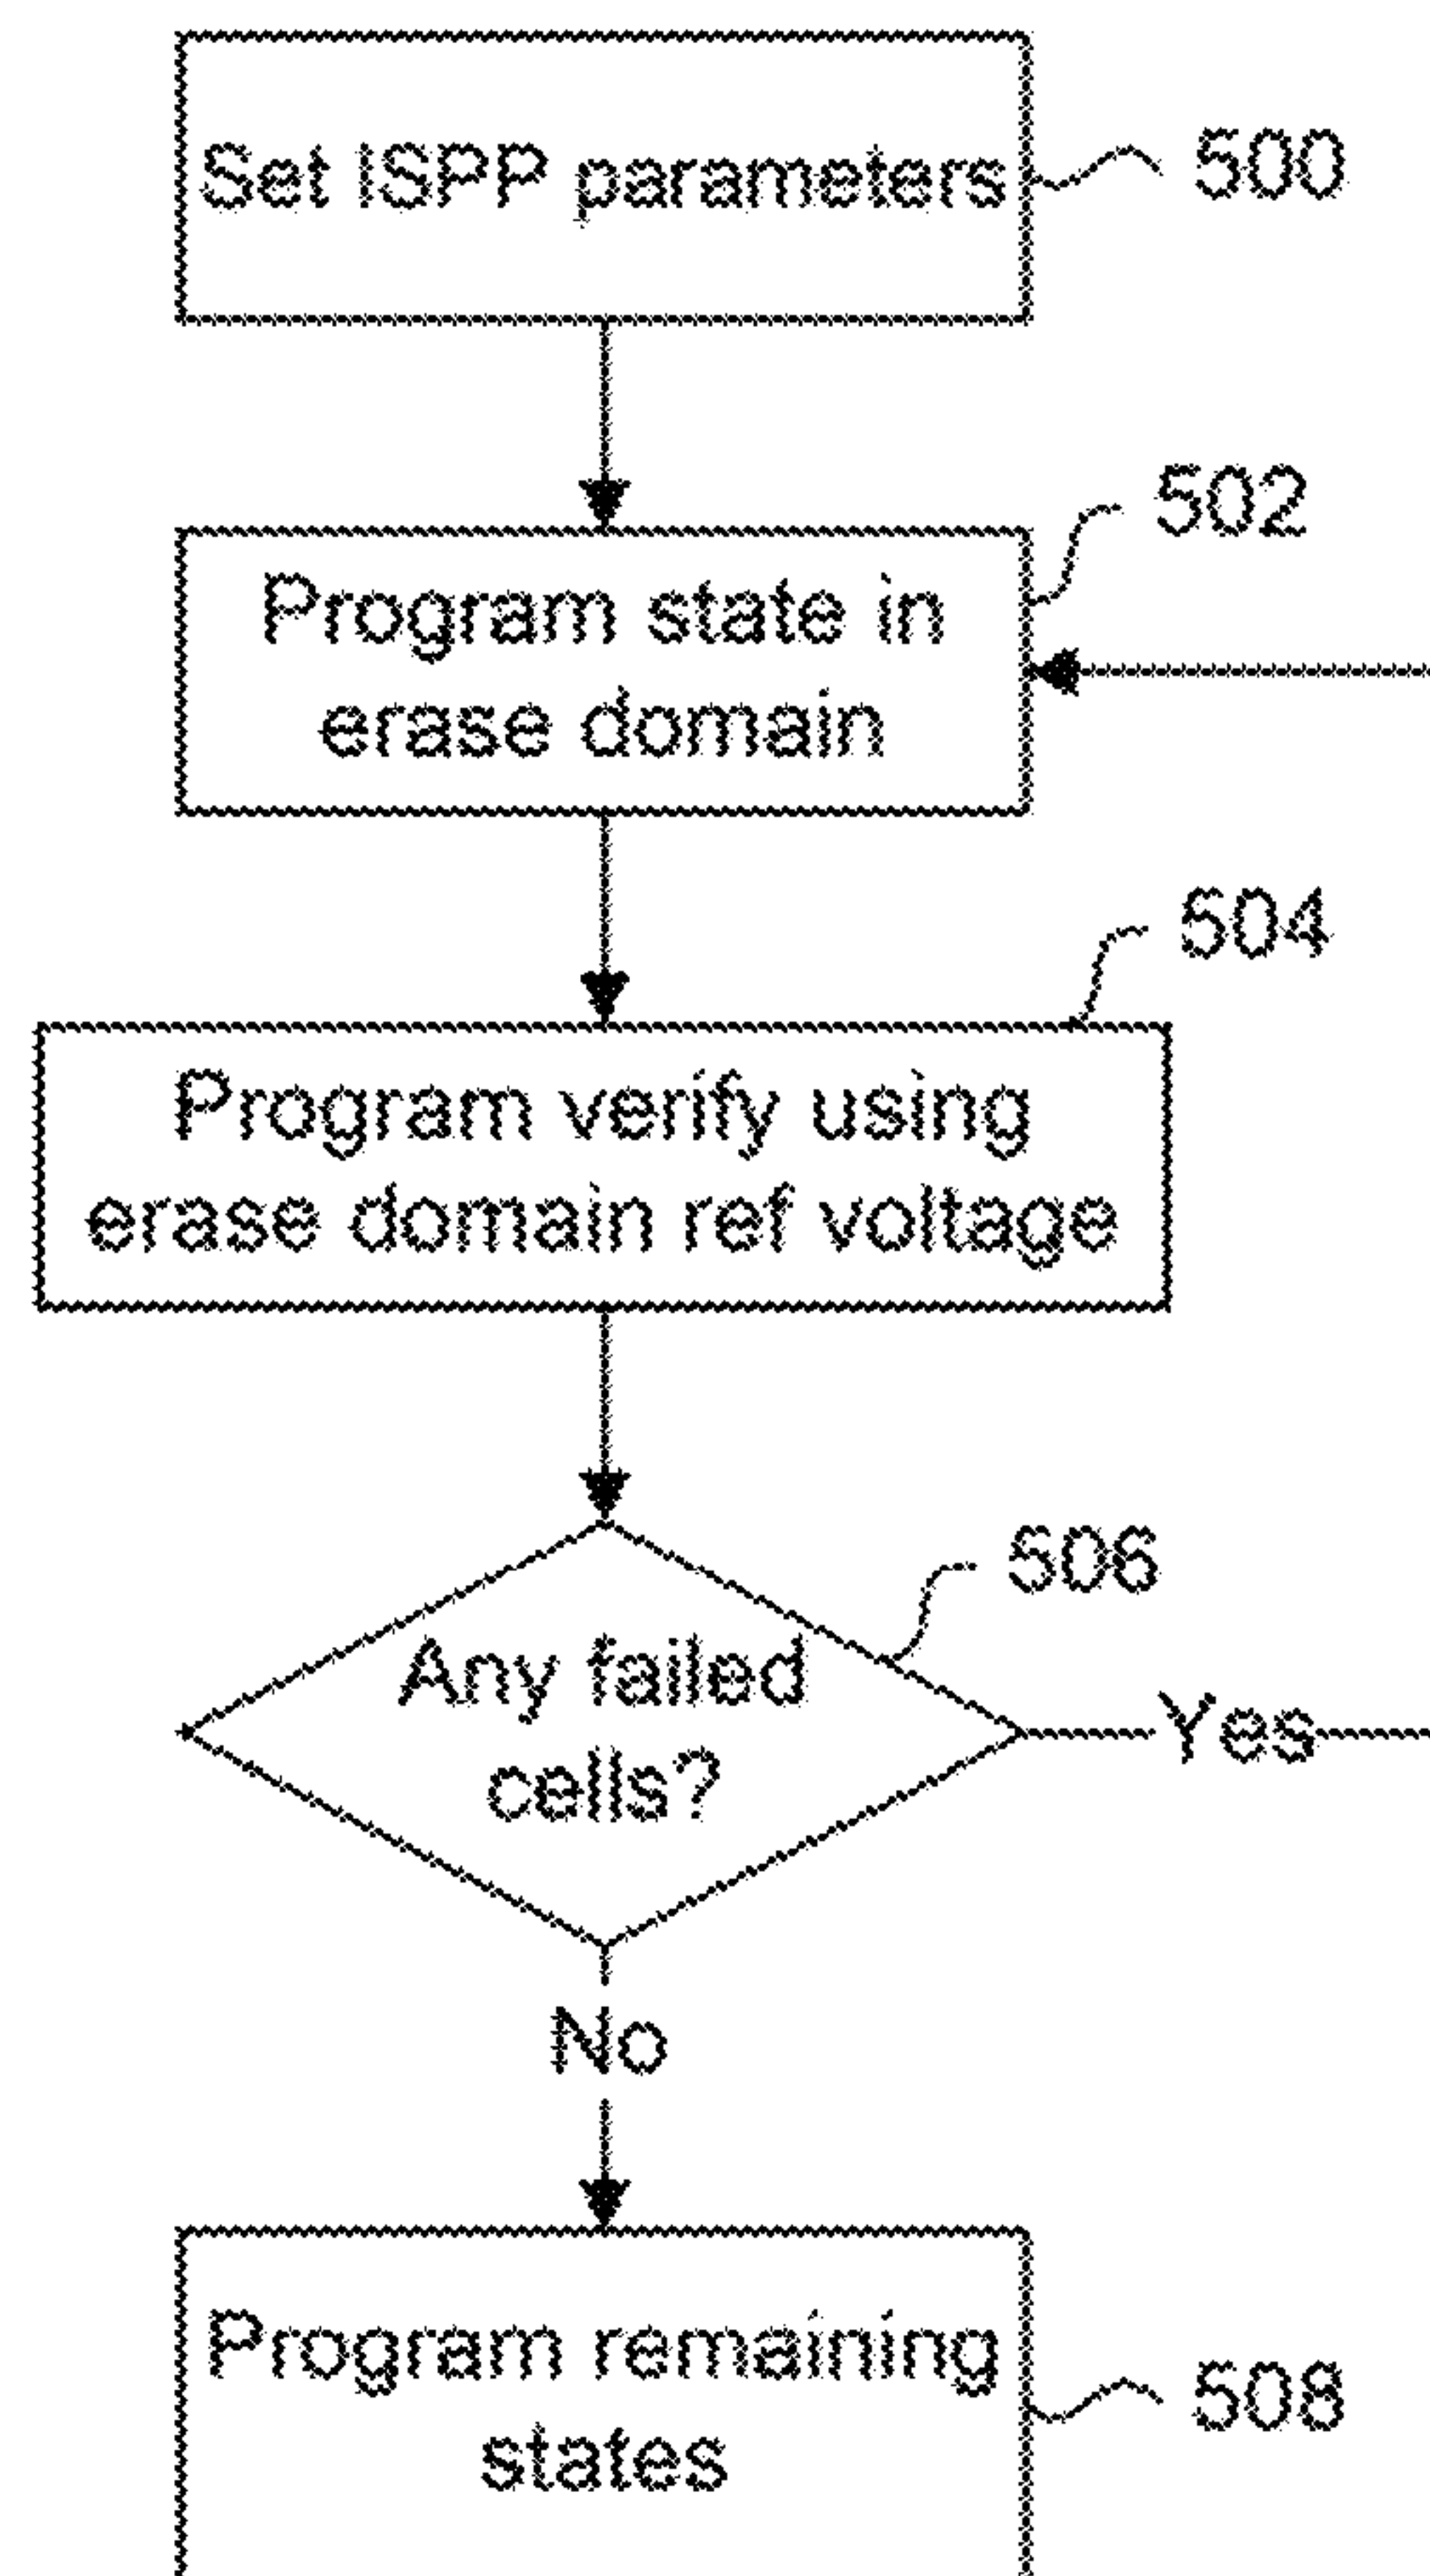 Set ISPP parameters
500
502
Program state in
erase domain
504
Program verify using
erase domain ref voltage
506
Any failed
cells?
Yes
No
Program remaining
states
508